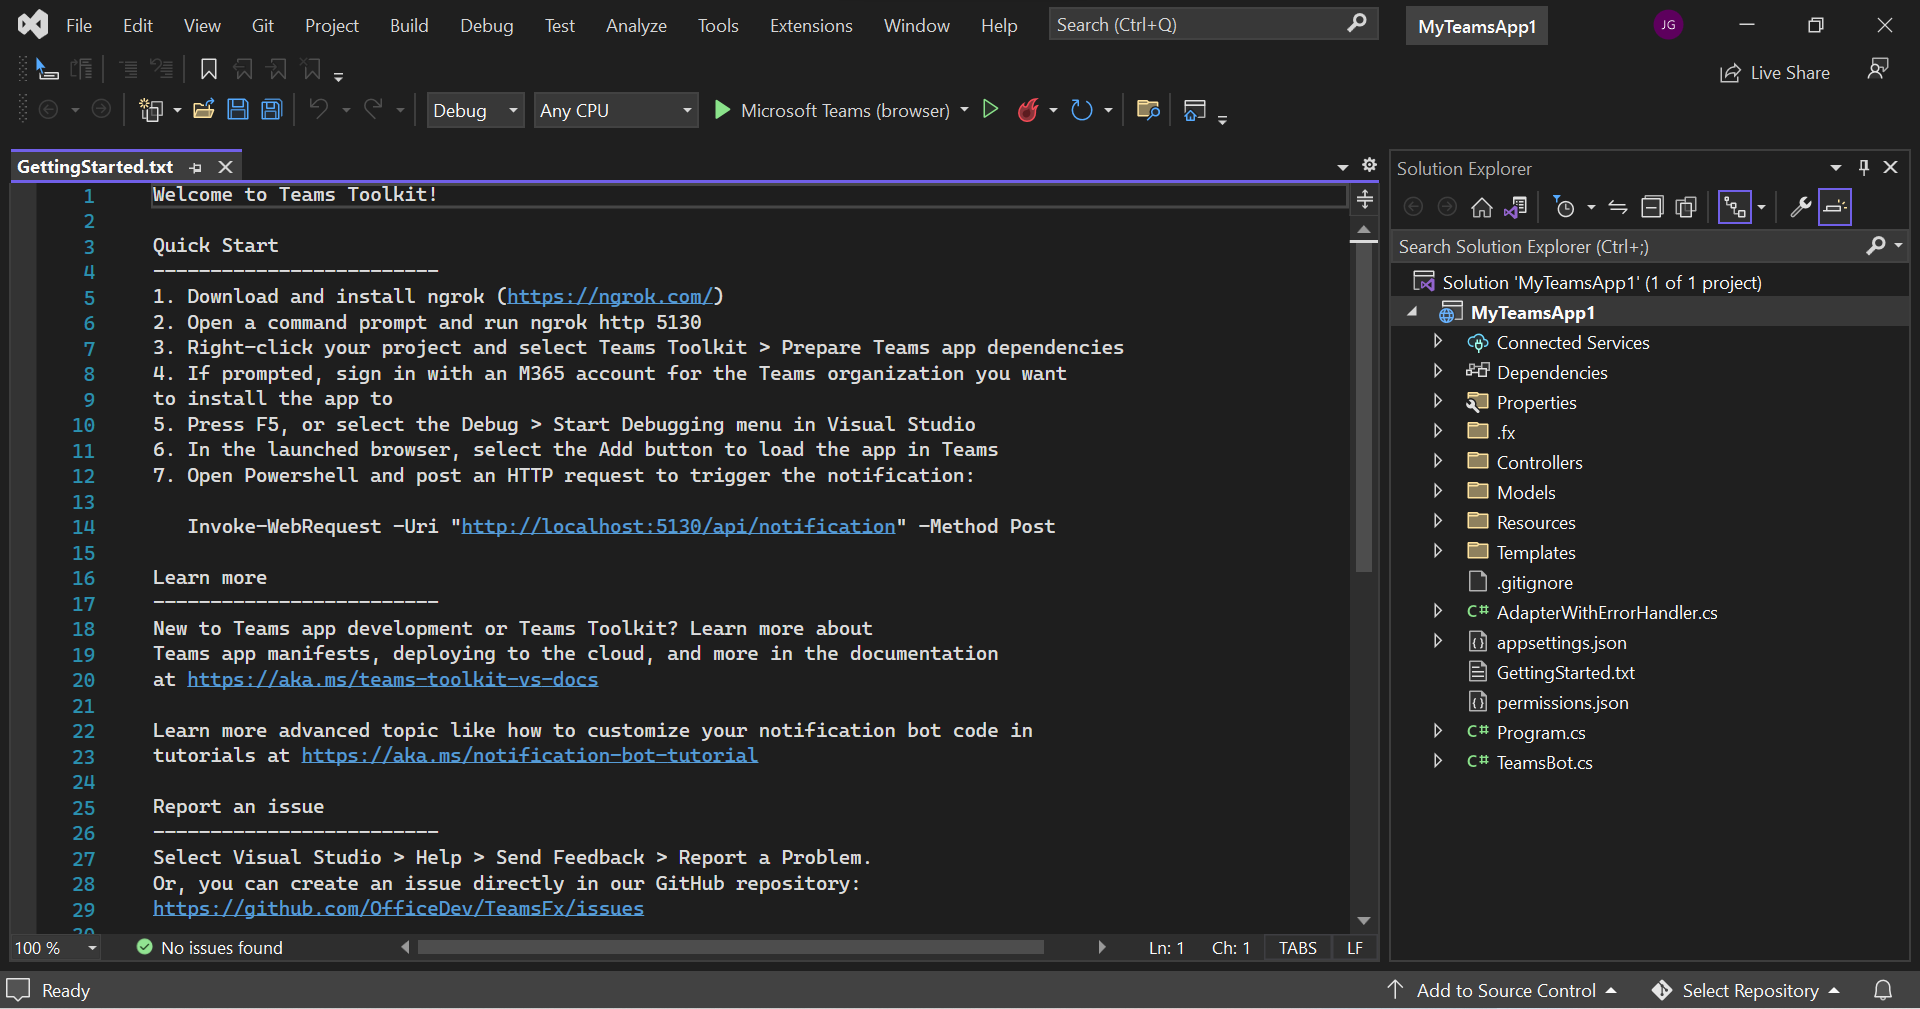 File Edit View Git Project Build Debug Test Analyze Tools Extensions Window Help Search (Ctrl+Q) MyTeamsApp1 JG
Live Share
Debug Any CPU Microsoft Teams (browser)
GettingStarted.txt
1 Welcome to Teams Toolkit!
2
3 Quick Start
4 -------------------------
5 1. Download and install ngrok (https://ngrok.com/)
6 2. Open a command prompt and run ngrok http 5130
7 3. Right-click your project and select Teams Toolkit > Prepare Teams app dependencies
8 4. If prompted, sign in with an M365 account for the Teams organization you want
9 to install the app to
10 5. Press F5, or select the Debug > Start Debugging menu in Visual Studio
11 6. In the launched browser, select the Add button to load the app in Teams
12 7. Open Powershell and post an HTTP request to trigger the notification:
13
14 Invoke-WebRequest -Uri "http://localhost:5130/api/notification" -Method Post
15
16 Learn more
17 -------------------------
18 New to Teams app development or Teams Toolkit? Learn more about
19 Teams app manifests, deploying to the cloud, and more in the documentation
20 at https://aka.ms/teams-toolkit-vs-docs
21
22 Learn more advanced topic like how to customize your notification bot code in
23 tutorials at https://aka.ms/notification-bot-tutorial
24
25 Report an issue
26 -------------------------
27 Select Visual Studio > Help > Send Feedback > Report a Problem.
28 Or, you can create an issue directly in our GitHub repository:
29 https://github.com/OfficeDev/TeamsFx/issues
30
100 % No issues found Ln: 1 Ch: 1 TABS LF
Solution Explorer
Search Solution Explorer (Ctrl+;)
Solution 'MyTeamsApp1' (1 of 1 project)
MyTeamsApp1
Connected Services
Dependencies
Properties
.fx
Controllers
Models
Resources
Templates
.gitignore
C# AdapterWithErrorHandler.cs
appsettings.json
GettingStarted.txt
permissions.json
C# Program.cs
C# TeamsBot.cs
Ready Add to Source Control Select Repository